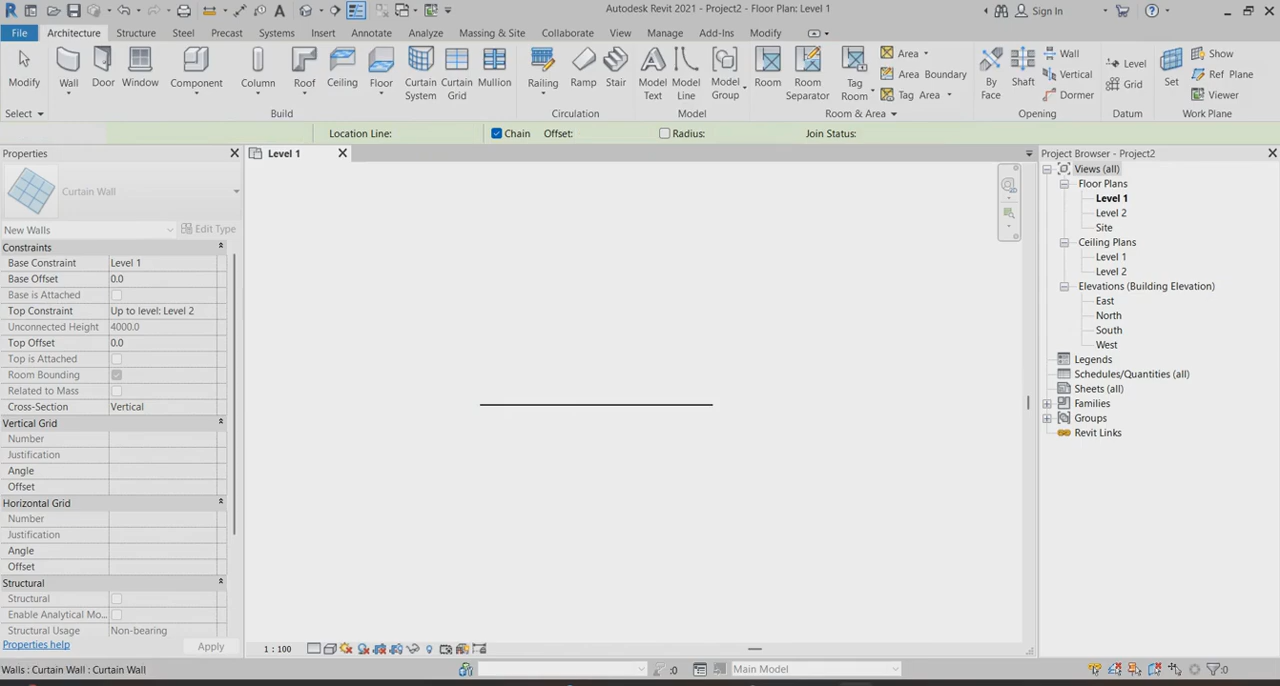 Autodesk Revit 2021 - Project2 - Floor Plan: Level 1
Sign In
File Architecture Structure Steel Precast Systems Insert Annotate Analyze Massing & Site Collaborate View Manage Add-Ins Modify
Modify Wall Door Window Component Column Roof Ceiling Floor Curtain System Curtain Grid Mullion Railing Ramp Stair Model Text Model Line Model Group Room Room Separator Tag Room
Area
Area Boundary
Tag Area
By Face Shaft
Wall
Vertical
Dormer
Level
Grid
Set
Show
Ref Plane
Viewer
Select Build Circulation Model Room & Area Opening Datum Work Plane
Location Line: Chain Offset: Radius: Join Status:
Properties
Curtain Wall
New Walls Edit Type
Constraints
Base Constraint Level 1
Base Offset 0.0
Base is Attached
Top Constraint Up to level: Level 2
Unconnected Height 4000.0
Top Offset 0.0
Top is Attached
Room Bounding
Related to Mass
Cross-Section Vertical
Vertical Grid
Number
Justification
Angle
Offset
Horizontal Grid
Number
Justification
Angle
Offset
Structural
Structural
Enable Analytical Mo...
Structural Usage Non-bearing
Properties help Apply
Level 1
1 : 100
Project Browser - Project2
Views (all)
Floor Plans
Level 1
Level 2
Site
Ceiling Plans
Level 1
Level 2
Elevations (Building Elevation)
East
North
South
West
Legends
Schedules/Quantities (all)
Sheets (all)
Families
Groups
Revit Links
Walls : Curtain Wall : Curtain Wall :0 Main Model :0